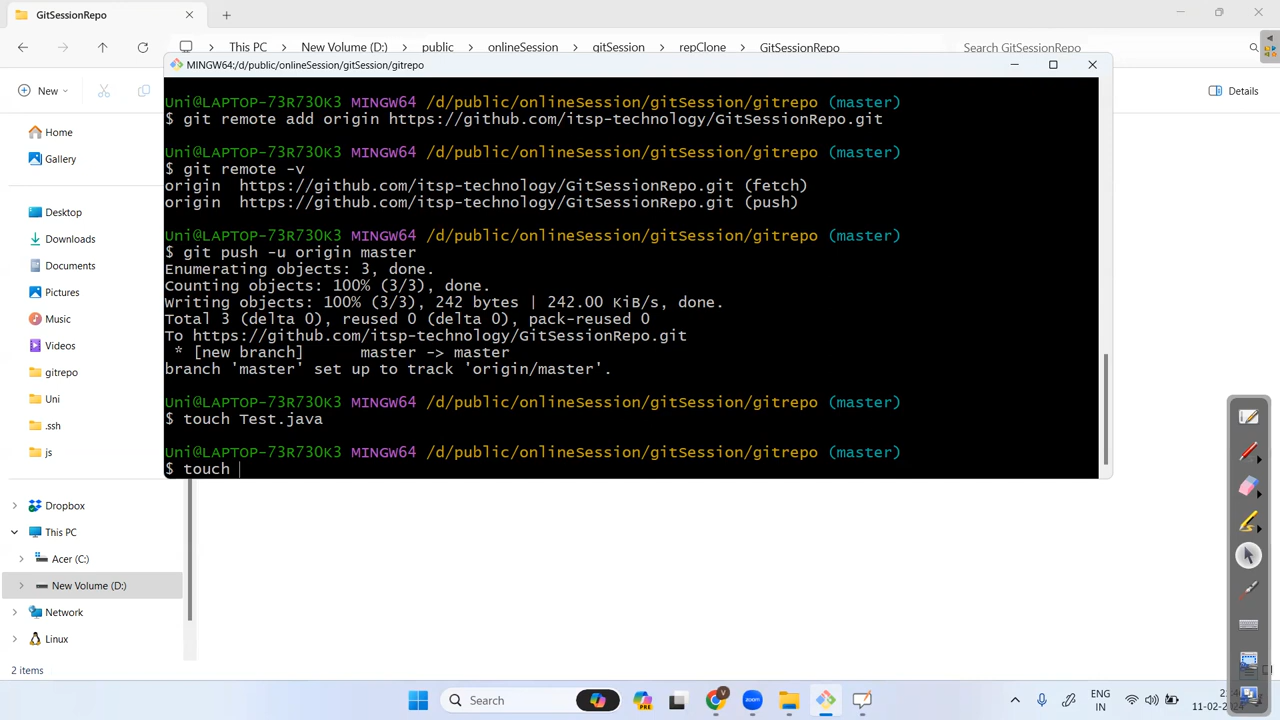 GitSessionRepo
This PC
New Volume (D:)
public
onlineSession
gitSession
repClone
GitSessionRepo
Search GitSessionRepo
MINGW64:/d/public/onlineSession/gitSession/gitrepo
New
Details
Home
Gallery
Desktop
Downloads
Documents
Pictures
Music
Videos
gitrepo
Uni
.ssh
js
Dropbox
This PC
Acer (C:)
New Volume (D:)
Network
Linux
2 items
Uni@LAPTOP-73R730K3 MINGW64 /d/public/onlineSession/gitSession/gitrepo (master)
$ git remote add origin https://github.com/itsp-technology/GitSessionRepo.git
Uni@LAPTOP-73R730K3 MINGW64 /d/public/onlineSession/gitSession/gitrepo (master)
$ git remote -v
origin  https://github.com/itsp-technology/GitSessionRepo.git (fetch)
origin  https://github.com/itsp-technology/GitSessionRepo.git (push)
Uni@LAPTOP-73R730K3 MINGW64 /d/public/onlineSession/gitSession/gitrepo (master)
$ git push -u origin master
Enumerating objects: 3, done.
Counting objects: 100% (3/3), done.
Writing objects: 100% (3/3), 242 bytes | 242.00 KiB/s, done.
Total 3 (delta 0), reused 0 (delta 0), pack-reused 0
To https://github.com/itsp-technology/GitSessionRepo.git
 * [new branch]      master -> master
branch 'master' set up to track 'origin/master'.
Uni@LAPTOP-73R730K3 MINGW64 /d/public/onlineSession/gitSession/gitrepo (master)
$ touch Test.java
Uni@LAPTOP-73R730K3 MINGW64 /d/public/onlineSession/gitSession/gitrepo (master)
$ touch
Search
PRE
zoom
ENG
IN
11-02-2024